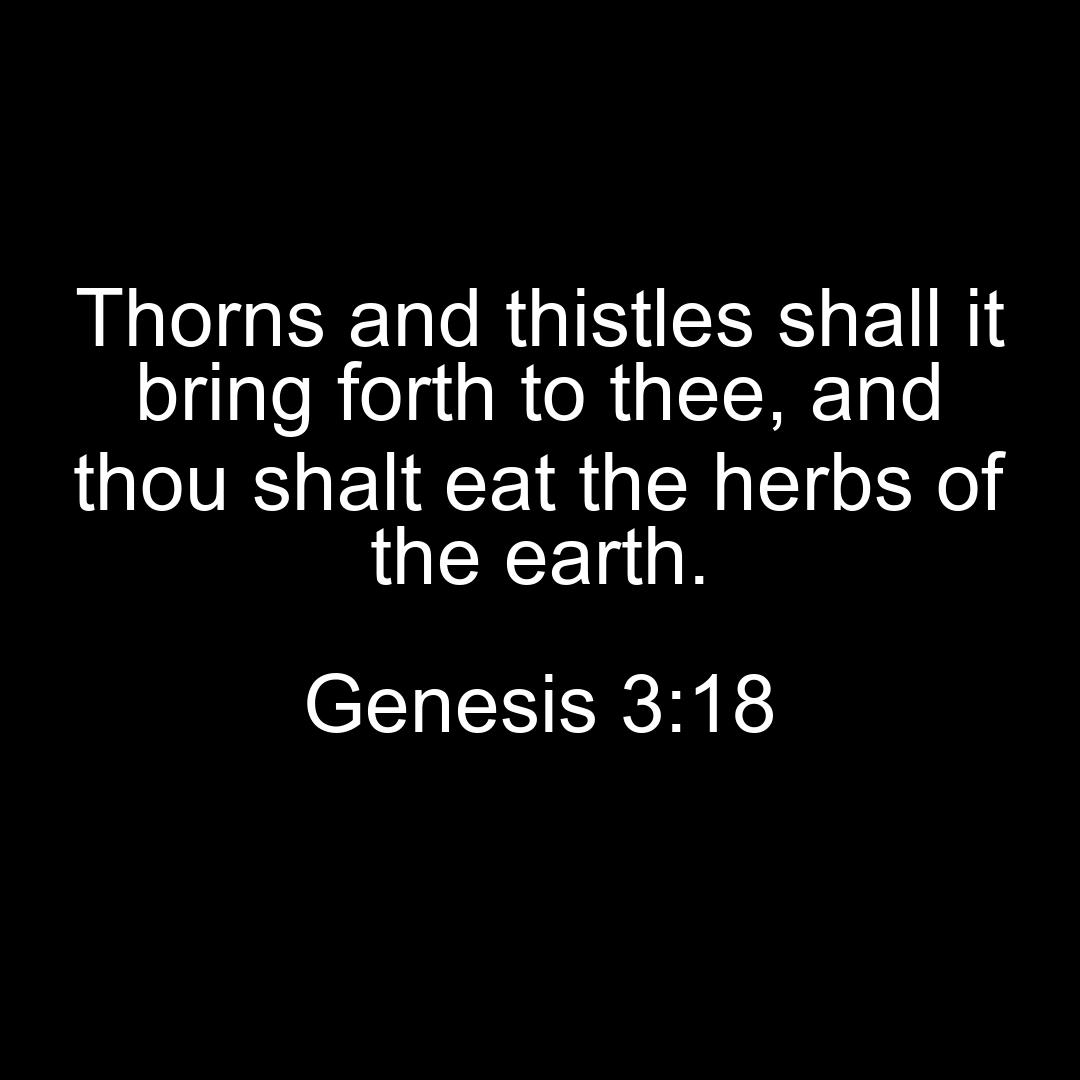 Thorns and thistles shall it
bring forth to thee, and
thou shalt eat the herbs of
the earth.
Genesis 3:18